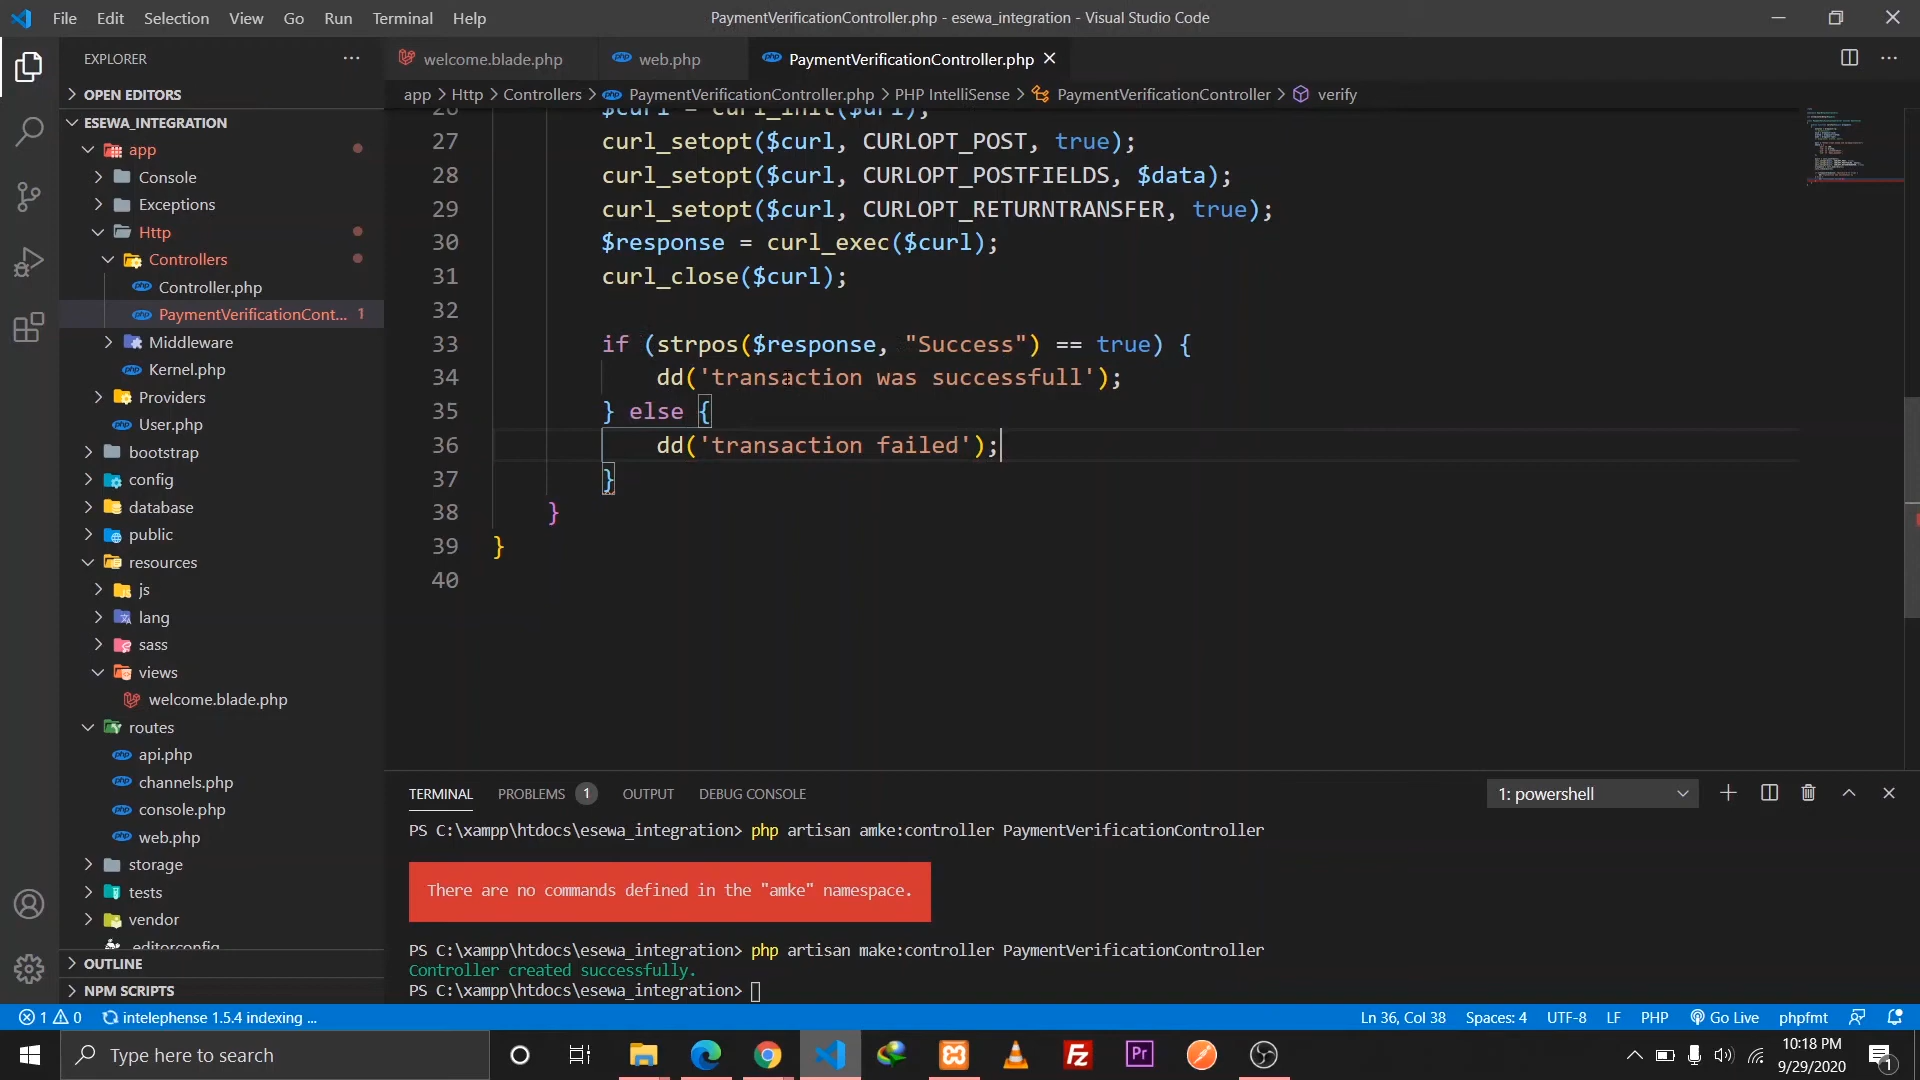 File Edit Selection View Go Run Terminal Help
PaymentVerificationController.php - esewa_integration - Visual Studio Code
EXPLORER
OPEN EDITORS
ESEWA_INTEGRATION
app
Console
Exceptions
Http
Controllers
Controller.php
PaymentVerificationCont... 1
Middleware
Kernel.php
Providers
User.php
bootstrap
config
database
public
resources
js
lang
sass
views
welcome.blade.php
routes
api.php
channels.php
console.php
web.php
storage
tests
vendor
.editorconfig
OUTLINE
NPM SCRIPTS
welcome.blade.php web.php PaymentVerificationController.php
app > Http > Controllers > PaymentVerificationController.php > PHP IntelliSense > PaymentVerificationController > verify
26 $curl = curl_init($url);
27 curl_setopt($curl, CURLOPT_POST, true);
28 curl_setopt($curl, CURLOPT_POSTFIELDS, $data);
29 curl_setopt($curl, CURLOPT_RETURNTRANSFER, true);
30 $response = curl_exec($curl);
31 curl_close($curl);
32
33 if (strpos($response, "Success") == true) {
34 dd('transaction was successfull');
35 } else {
36 dd('transaction failed');
37 }
38 }
39 }
40
TERMINAL PROBLEMS 1 OUTPUT DEBUG CONSOLE
1: powershell
PS C:\xampp\htdocs\esewa_integration> php artisan amke:controller PaymentVerificationController
There are no commands defined in the "amke" namespace.
PS C:\xampp\htdocs\esewa_integration> php artisan make:controller PaymentVerificationController
Controller created successfully.
PS C:\xampp\htdocs\esewa_integration>
1 0 intelephense 1.5.4 indexing ...
Ln 36, Col 38 Spaces: 4 UTF-8 LF PHP Go Live phpfmt
Type here to search
Fz
Pr
10:18 PM
9/29/2020
1